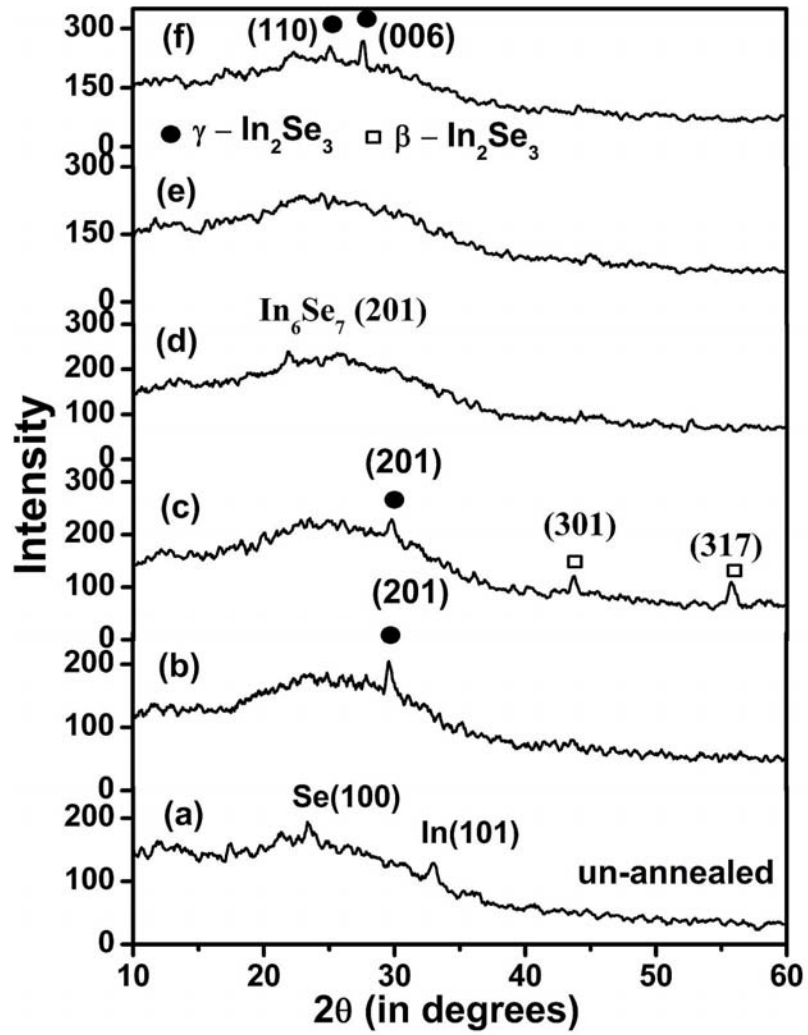 300
(f)
(110)
(006)
150
0
● γ – In₂Se₃ □ β – In₂Se₃
300
(e)
150
0
300
In₆Se₇ (201)
(d)
200
100
0
300
(201)
(c)
200
(301)
(317)
100
0
(201)
200
(b)
100
0
200
(a)
Se(100)
In(101)
100
un-annealed
0
10 20 30 40 50 60
2θ (in degrees)
Intensity